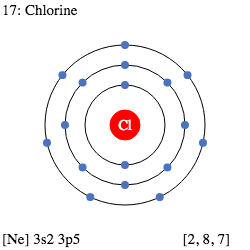 17: Chlorine
Cl
[Ne] 3s2 3p5 [2, 8, 7]